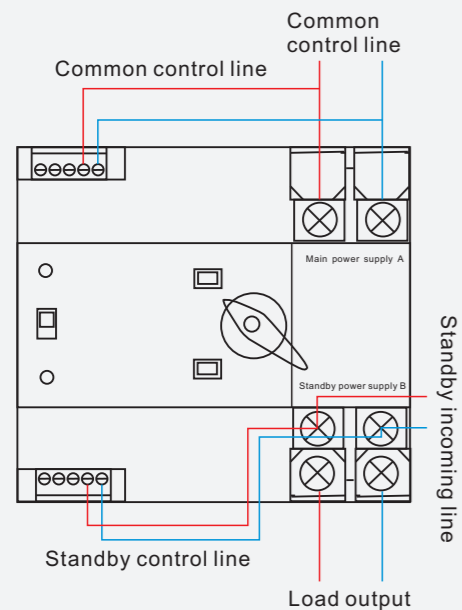 Common
control line
Common control line
Main power supply A
Standby power supply B
Standby incoming line
Standby control line
Load output